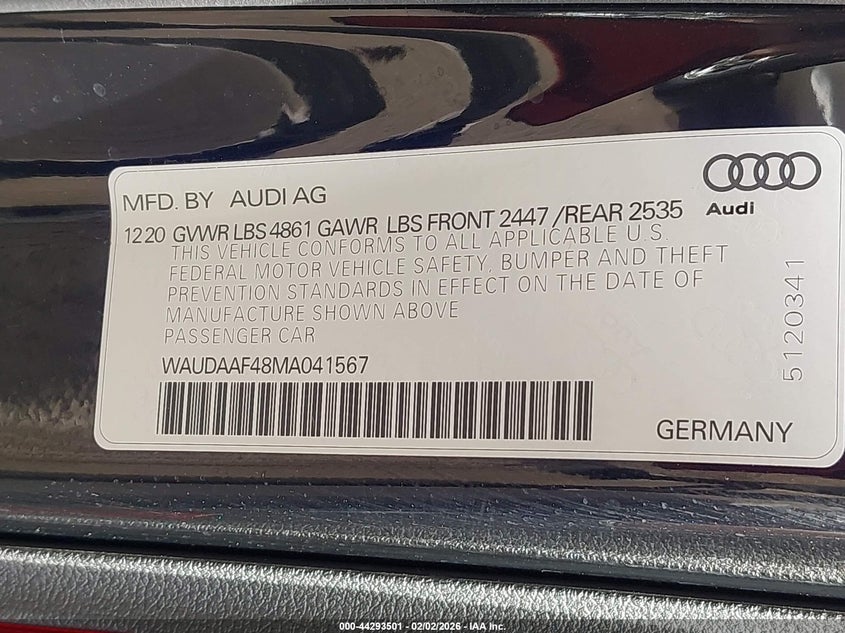 MFD. BY AUDI AG
Audi
1220 GVWR LBS 4861 GAWR LBS FRONT 2447 /REAR 2535
THIS VEHICLE CONFORMS TO ALL APPLICABLE U.S.
FEDERAL MOTOR VEHICLE SAFETY, BUMPER AND THEFT
PREVENTION STANDARDS IN EFFECT ON THE DATE OF
MANUFACTURE SHOWN ABOVE
PASSENGER CAR
WAUDAAF48MA041567
5120341
GERMANY
000-44293501 - 02/02/2026 - IAA Inc.